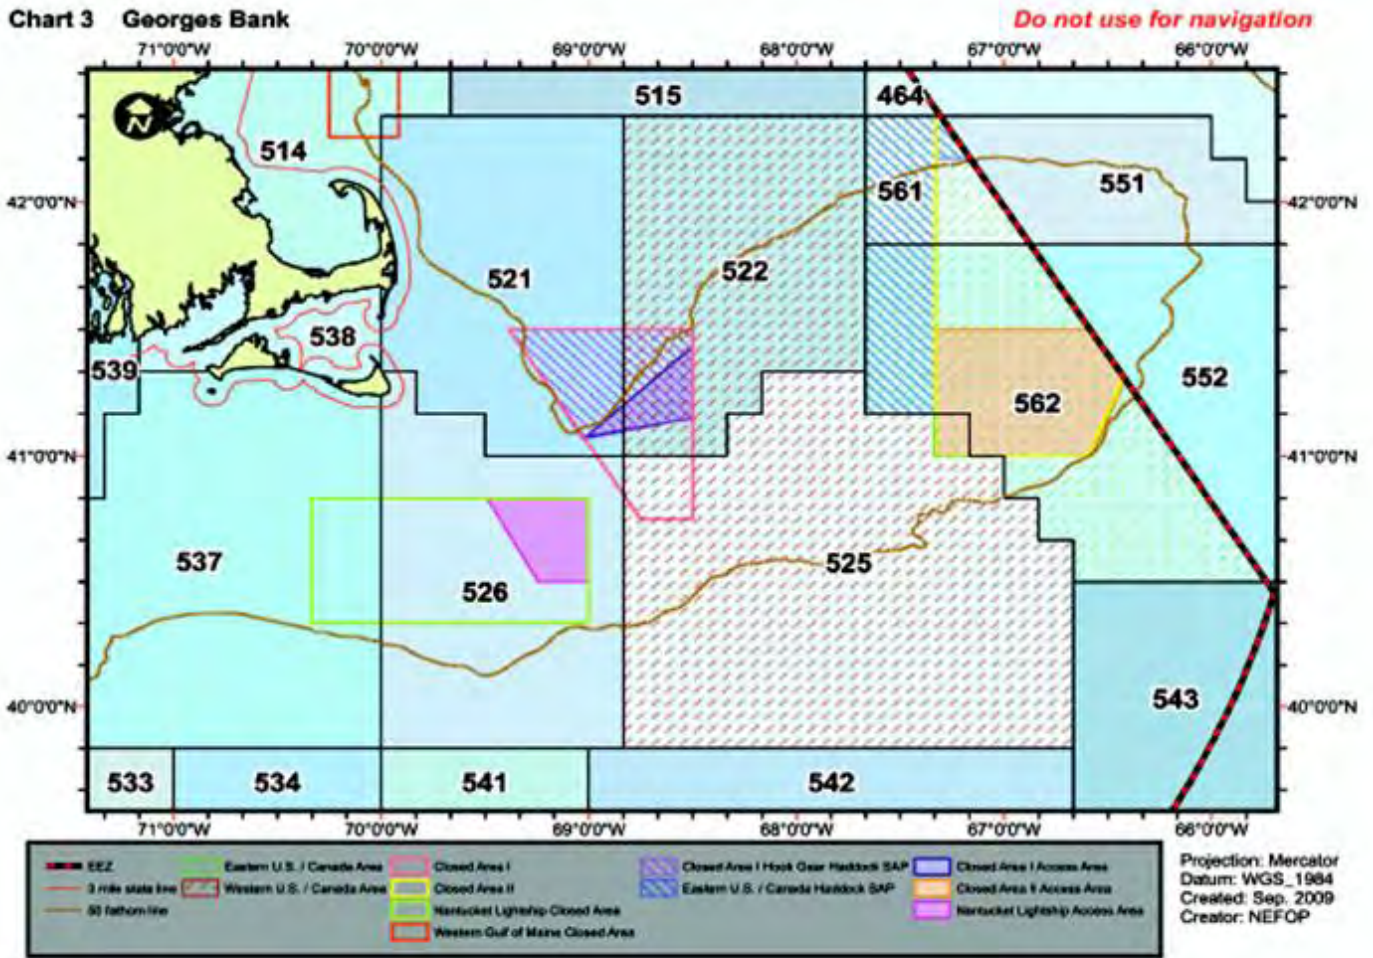 Chart 3 Georges Bank
Do not use for navigation
71°0'0"W 70°0'0"W 69°0'0"W 68°0'0"W 67°0'0"W 66°0'0"W
N
515
464
514
42°0'0"N
561
551
42°0'0"N
521
522
538
539
552
562
41°0'0"N
41°0'0"N
537
525
526
40°0'0"N
543
40°0'0"N
533
534
541
542
71°0'0"W 70°0'0"W 69°0'0"W 68°0'0"W 67°0'0"W 66°0'0"W
EEZ
3 mile state line
50 fathom line
Eastern U.S. / Canada Area
Western U.S. / Canada Area
Closed Area I
Closed Area II
Nantucket Lightship Closed Area
Western Gulf of Maine Closed Area
Closed Area I Hook Gear Haddock SAP
Eastern U.S. / Canada Haddock SAP
Closed Area I Access Area
Closed Area II Access Area
Nantucket Lightship Access Area
Projection: Mercator
Datum: WGS_1984
Created: Sep. 2009
Creator: NEFOP